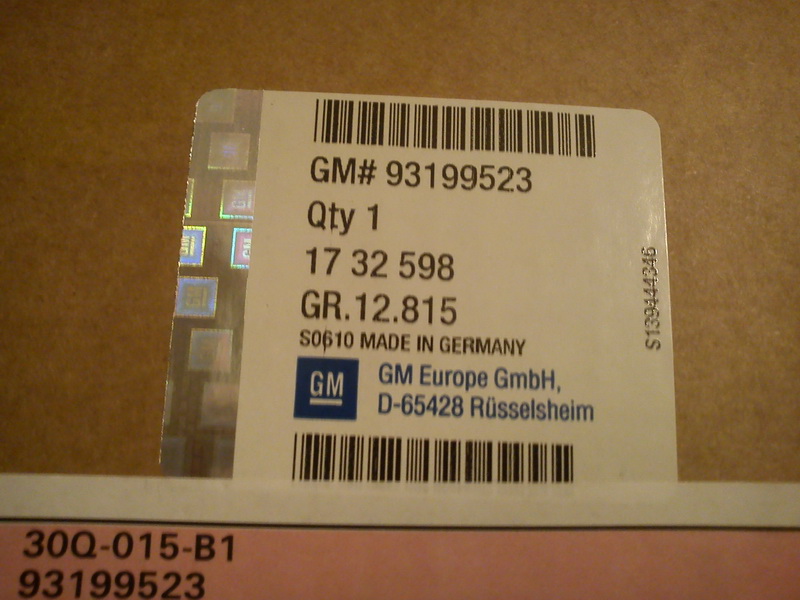 GM# 93199523
Qty 1
17 32 598
GR.12.815
S0610 MADE IN GERMANY
GM
GM Europe GmbH,
D-65428 Rüsselsheim
S139444346
30Q-015-B1
93199523